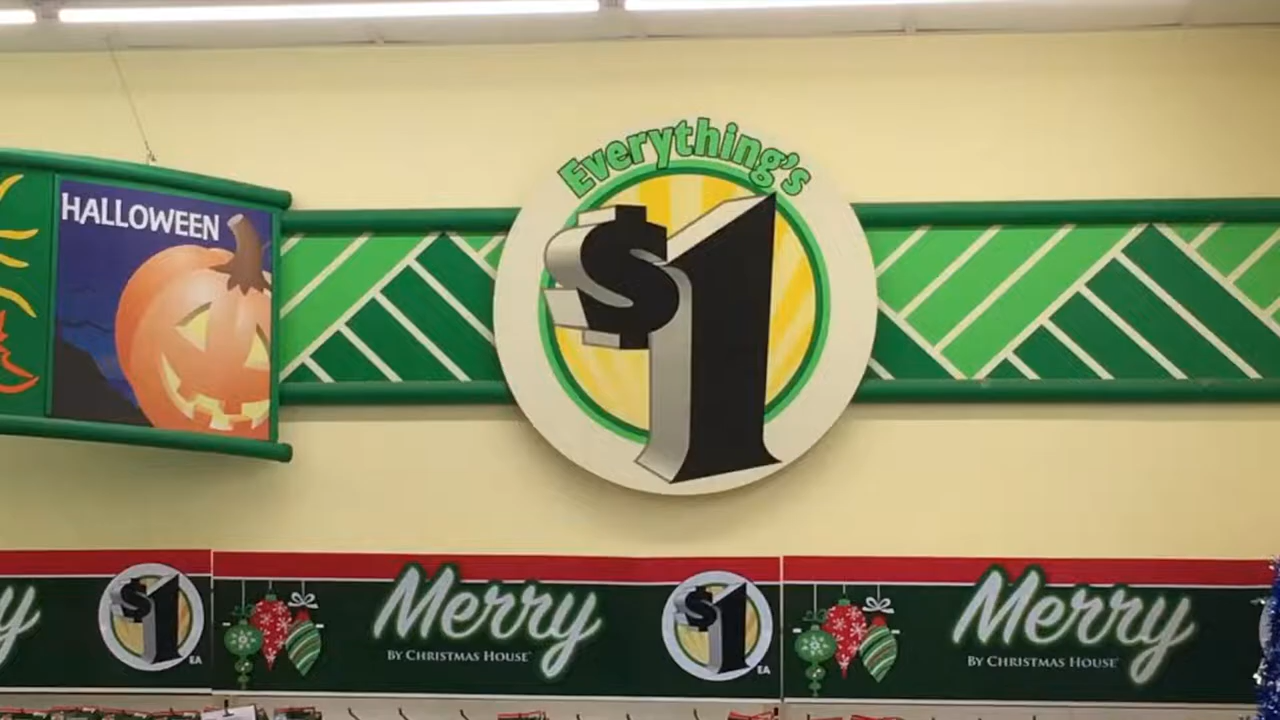 Everything's
$1
HALLOWEEN
y
$1
EA
Merry
BY CHRISTMAS HOUSE
$1
EA
Merry
BY CHRISTMAS HOUSE